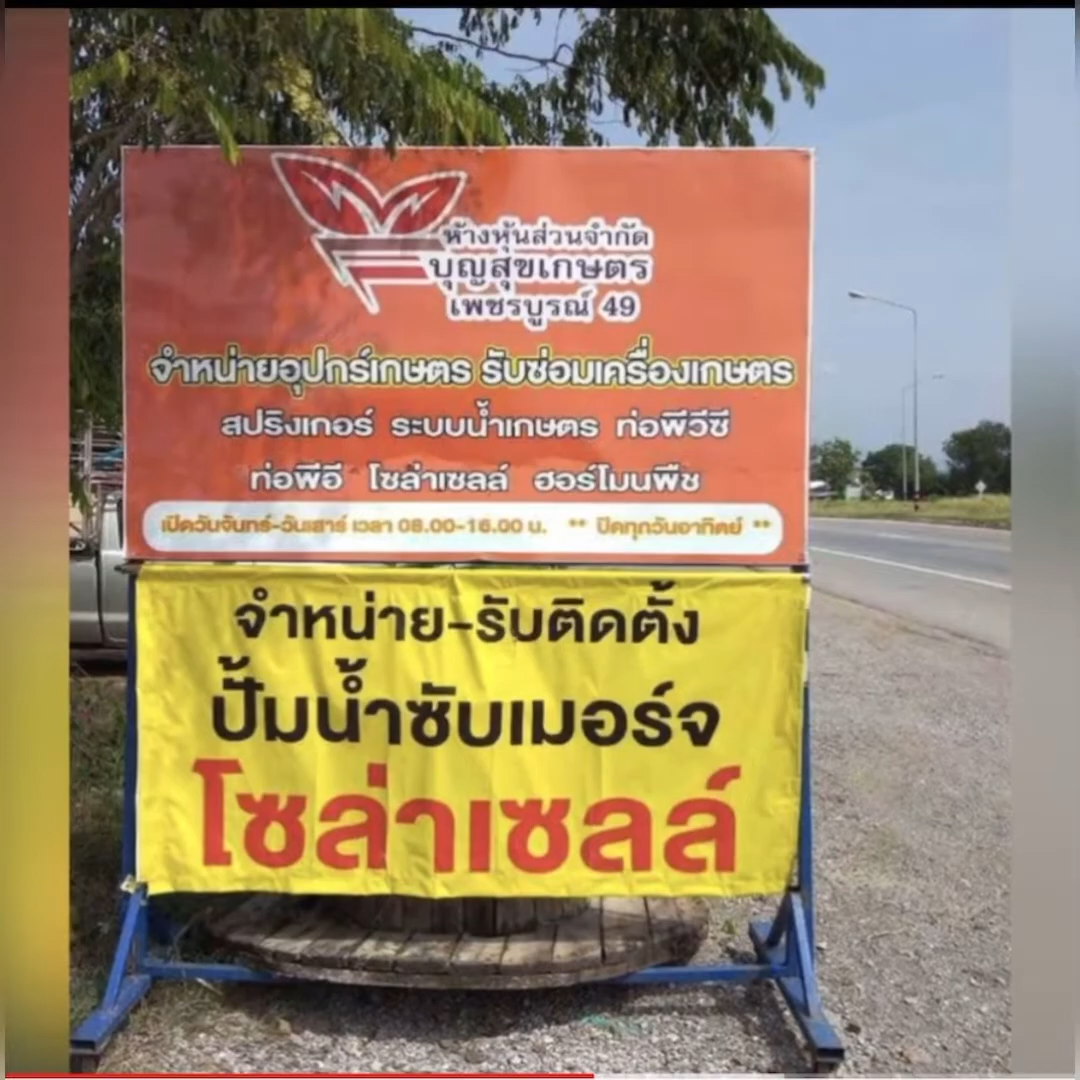 ห้างหุ้นส่วนจำกัด
บุญสุขเกษตร
เพชรบูรณ์ 49
จำหน่ายอุปกร์เกษตร รับซ่อมเครื่องเกษตร
สปริงเกอร์ ระบบน้ำเกษตร ท่อพีวีซี
ท่อพีอี โซล่าเซลล์ ฮอร์โมนพืช
เปิดวันจันทร์-วันเสาร์ เวลา 08.00-16.00 น. ** ปิดทุกวันอาทิตย์ **
จำหน่าย-รับติดตั้ง
ปั้มน้ำซับเมอร์จ
โซล่าเซลล์